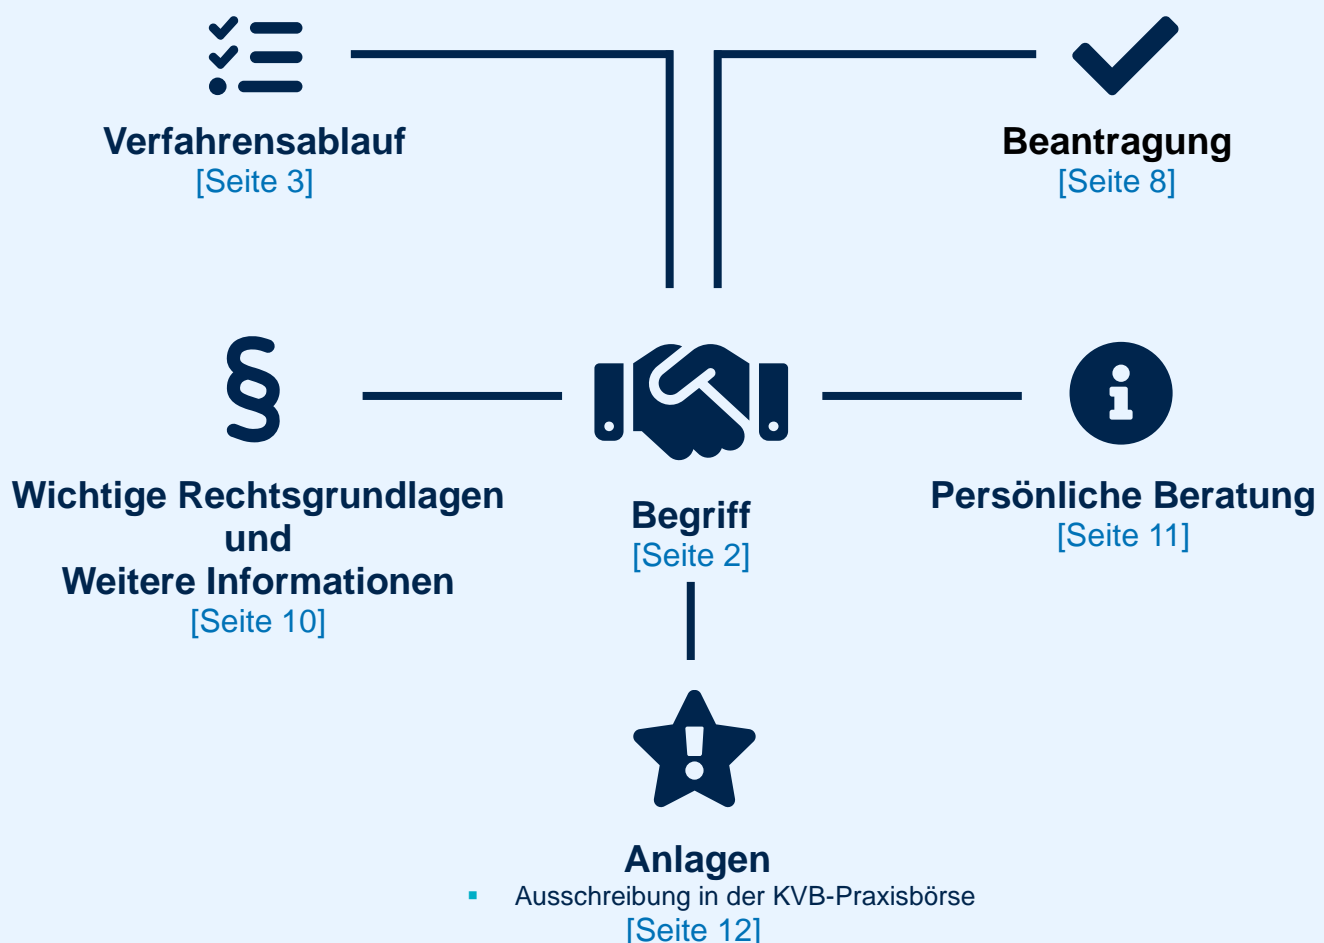 Verfahrensablauf
[Seite 3]
Beantragung
[Seite 8]
Wichtige Rechtsgrundlagen
und
Weitere Informationen
[Seite 10]
Begriff
[Seite 2]
Persönliche Beratung
[Seite 11]
Anlagen
▪ Ausschreibung in der KVB-Praxisbörse
[Seite 12]